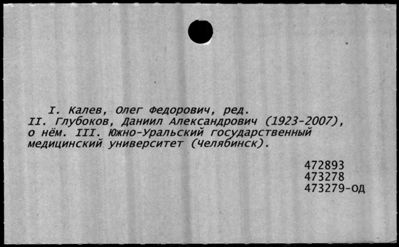 I. Калев, Олег Федорович, ред.
II. Глубоков, Даниил Александрович (1923-2007),
о нём. III. Южно-Уральский государственный
медицинский университет (Челябинск).
472893
473278
473279-од